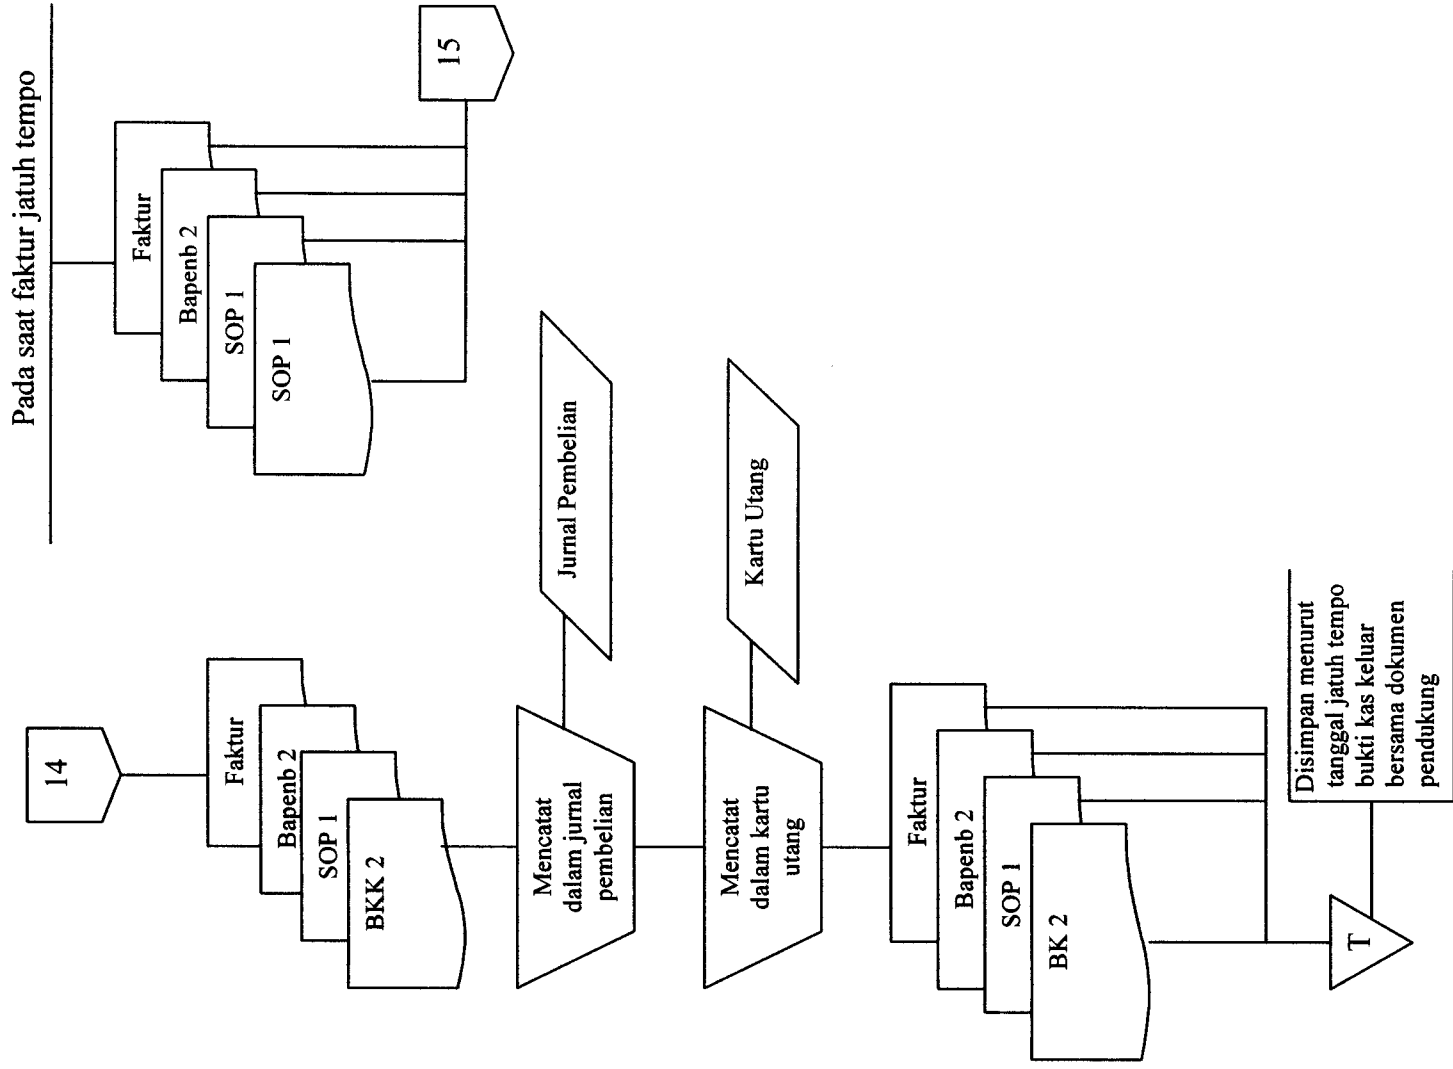 14
Faktur
Bapenb 2
SOP 1
BKK 2
Mencatat
dalam jurnal
pembelian
Jurnal Pembelian
Mencatat
dalam kartu
utang
Kartu Utang
Faktur
Bapenb 2
SOP 1
BK 2
T
Disimpan menurut
tanggal jatuh tempo
bukti kas keluar
bersama dokumen
pendukung
Pada saat faktur jatuh tempo
Faktur
Bapenb 2
SOP 1
SOP 1
15